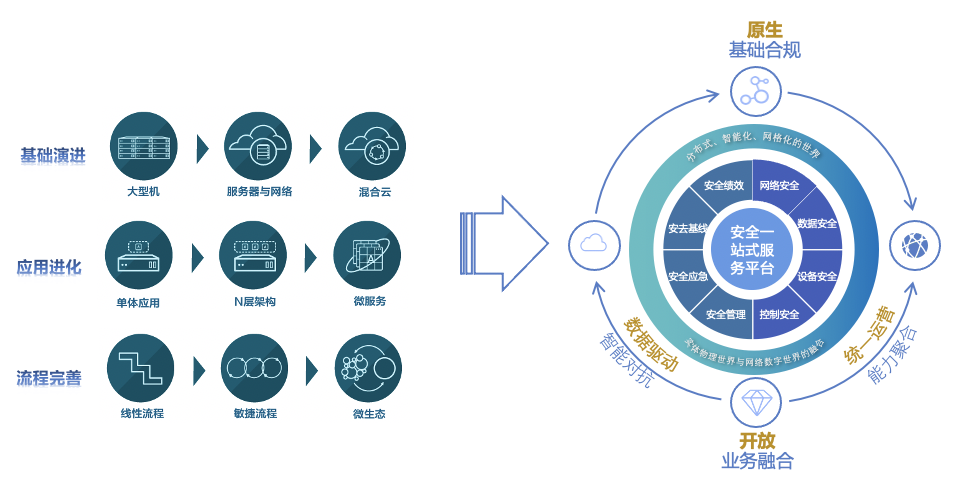 基础演进
大型机
服务器与网络
混合云
应用进化
单体应用
N层架构
微服务
流程完善
线性流程
敏捷流程
微生态
原生
基础合规
分布式、智能化、网格化的世界
安全绩效
网络安全
安去基线
数据安全
安全一
站式服
务平台
安全应急
设备安全
安全管理
控制安全
实体物理世界与网络数字世界的融合
数据驱动
智能对抗
统一运营
能力聚合
开放
业务融合